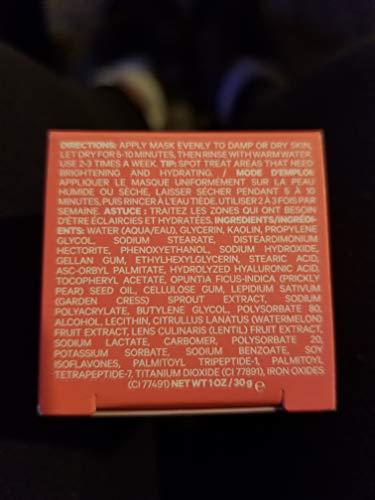 DIRECTIONS: APPLY MASK EVENLY TO DAMP OR DRY SKIN,
LET DRY FOR 5-10 MINUTES, THEN RINSE WITH WARM WATER.
USE 2-3 TIMES A WEEK. TIP: SPOT TREAT AREAS THAT NEED
BRIGHTENING AND HYDRATING. / MODE D'EMPLOI:
APPLIQUER LE MASQUE UNIFORMÉMENT SUR LA PEAU
HUMIDE OU SÈCHE, LAISSER SÉCHER PENDANT 5 À 10
MINUTES, PUIS RINCER À L'EAU TIÈDE. UTILISER 2 À 3 FOIS PAR
SEMAINE. ASTUCE: TRAITEZ LES ZONES QUI ONT BESOIN
D'ÊTRE ÉCLAIRCIES ET HYDRATÉES. INGREDIENTS/INGRÉDI-
ENTS: WATER (AQUA/EAU), GLYCERIN, KAOLIN, PROPYLENE
GLYCOL, SODIUM STEARATE, DISTEARDIMONIUM
HECTORITE, PHENOXYETHANOL, SODIUM HYDROXIDE,
GELLAN GUM, ETHYLHEXYLGLYCERIN, STEARIC ACID,
ASC-ORBYL PALMITATE, HYDROLYZED HYALURONIC ACID,
TOCOPHERYL ACETATE, OPUNTIA FICUS-INDICA (PRICKLY
PEAR) SEED OIL, CELLULOSE GUM, LEPIDIUM SATIVUM
(GARDEN CRESS) SPROUT EXTRACT, SODIUM
POLYACRYLATE, BUTYLENE GLYCOL, POLYSORBATE 80,
ALCOHOL, LECITHIN, CITRULLUS LANATUS (WATERMELON)
FRUIT EXTRACT, LENS CULINARIS (LENTIL) FRUIT EXTRACT,
SODIUM LACTATE, CARBOMER, POLYSORBATE 20,
POTASSIUM SORBATE, SODIUM BENZOATE, SOY
ISOFLAVONES, PALMITOYL TRIPEPTIDE-1, PALMITOYL
TETRAPEPTIDE-7, TITANIUM DIOXIDE (CI 77891), IRON OXIDES
(CI 77491) NET WT 1 OZ / 30g ℮